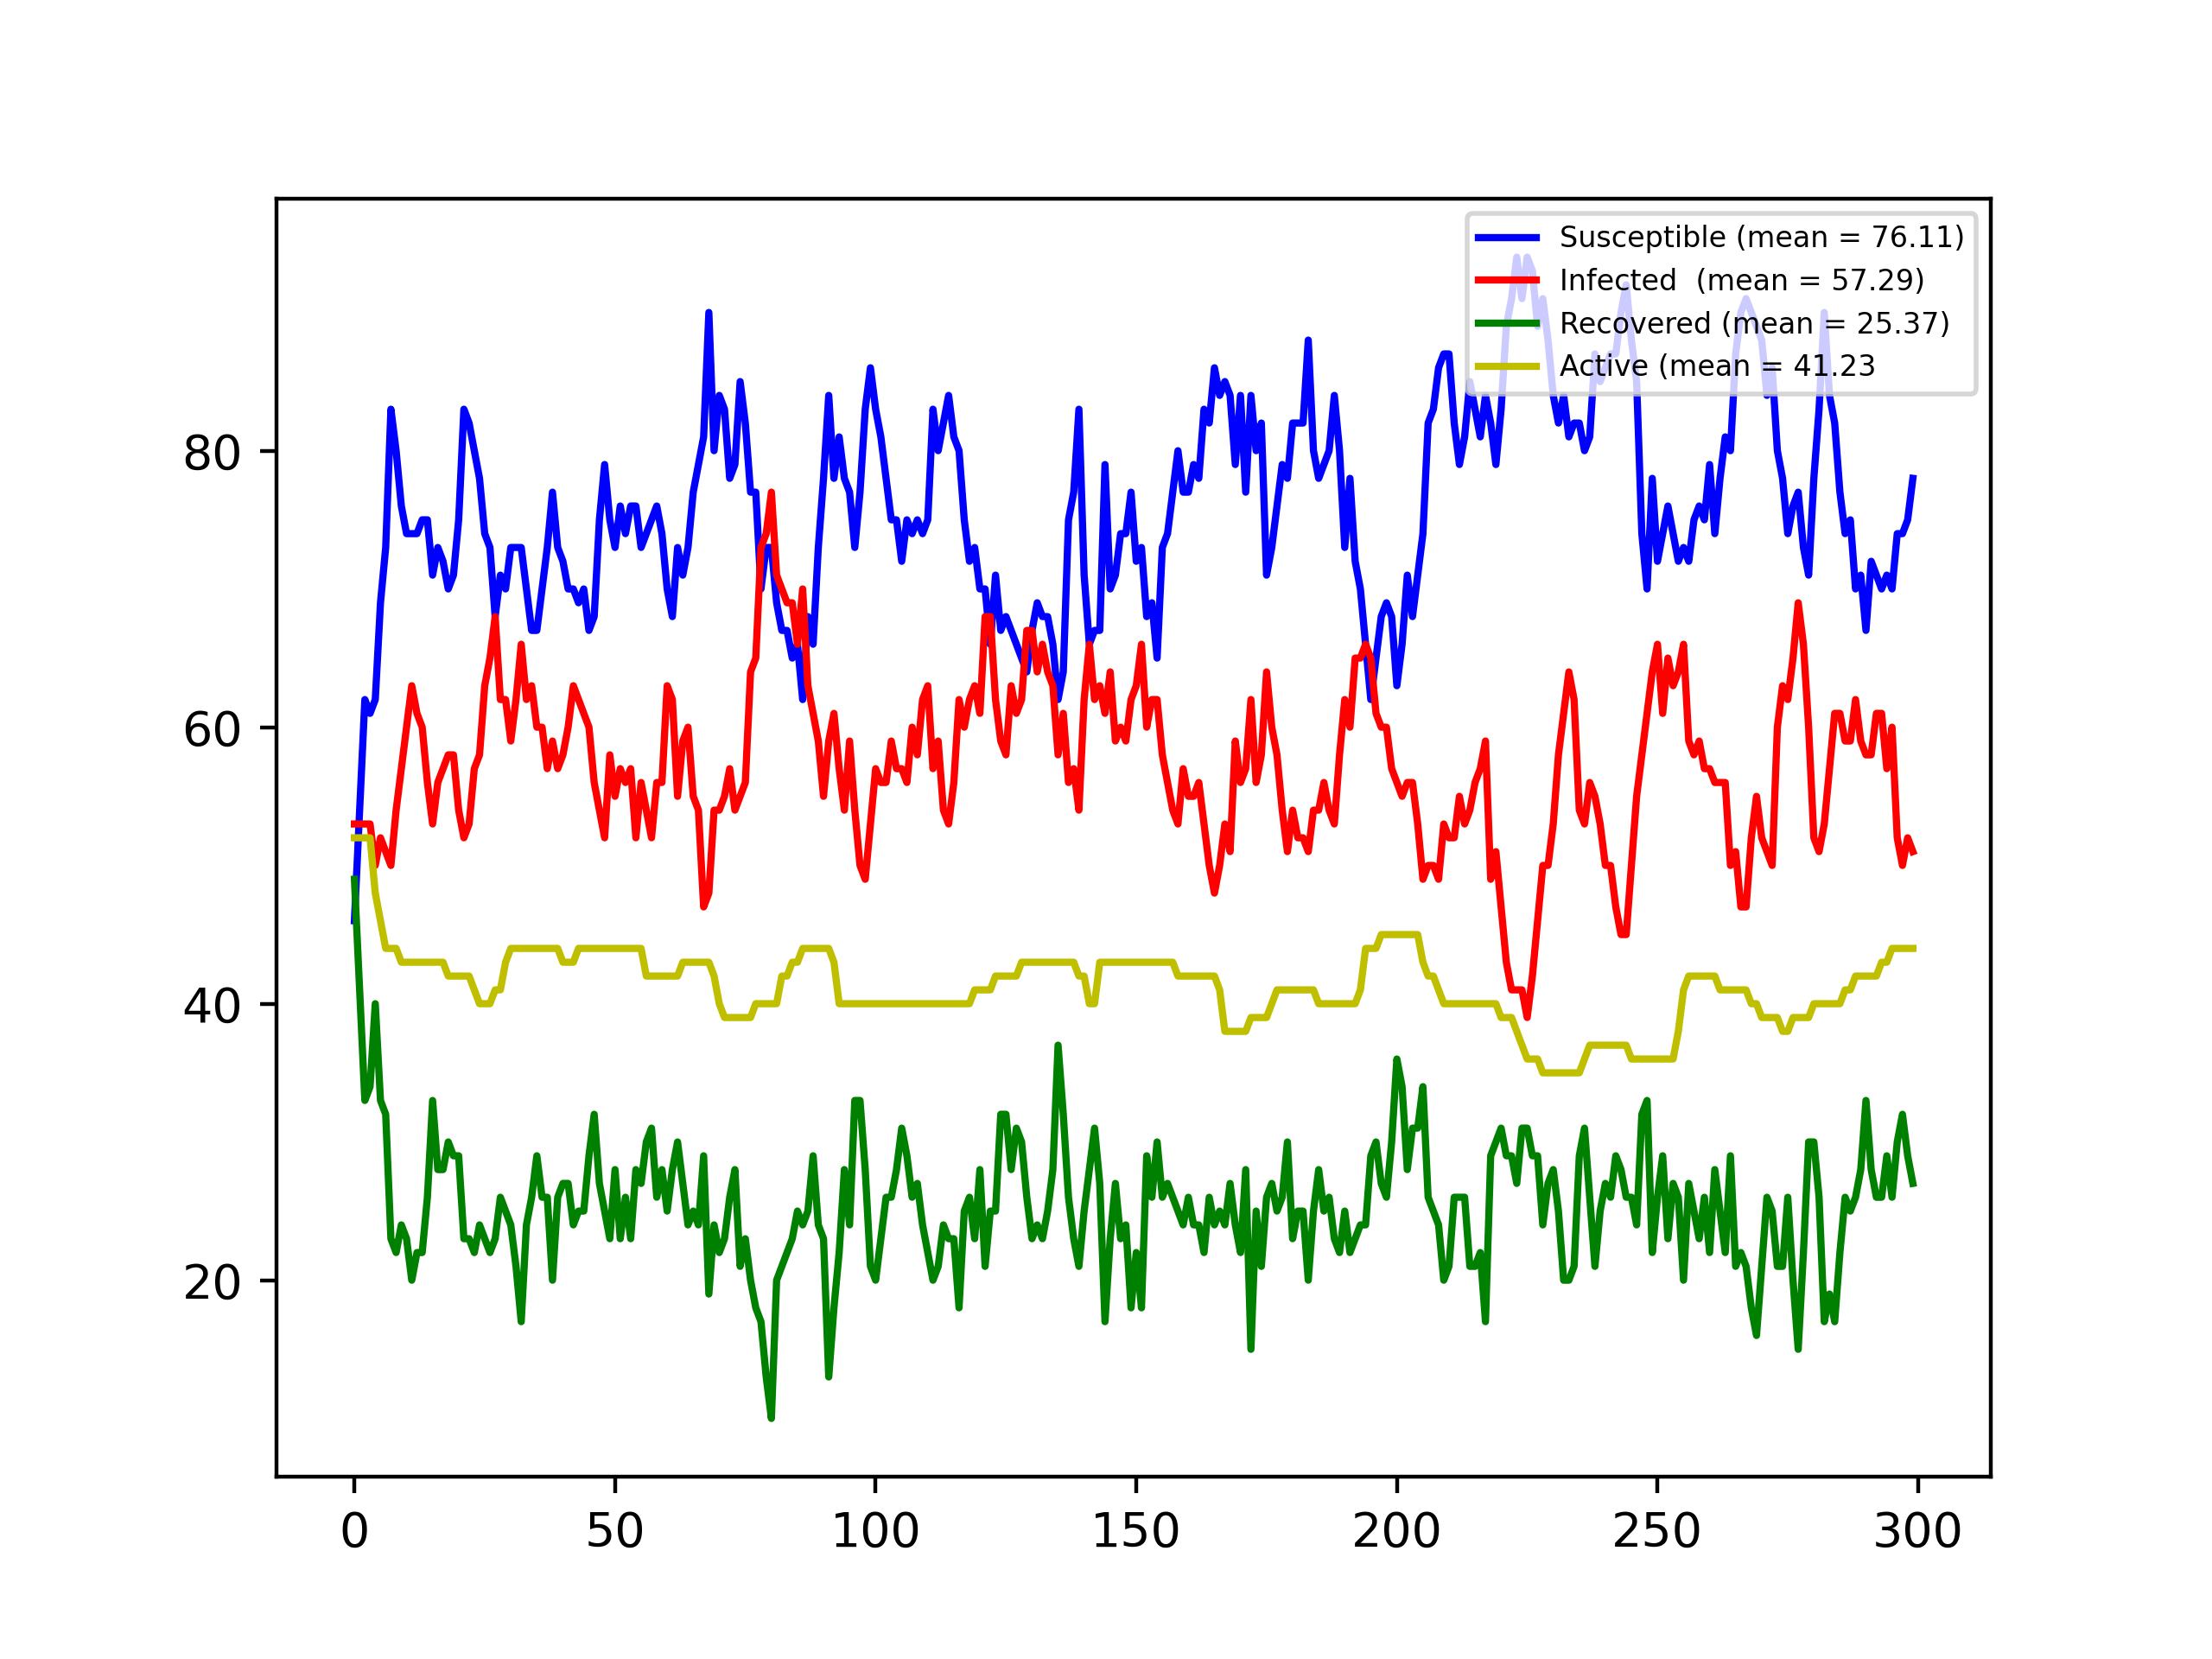 Susceptible (mean = 76.11)
Infected  (mean = 57.29)
Recovered (mean = 25.37)
Active (mean = 41.23
80
60
40
20
0 50 100 150 200 250 300